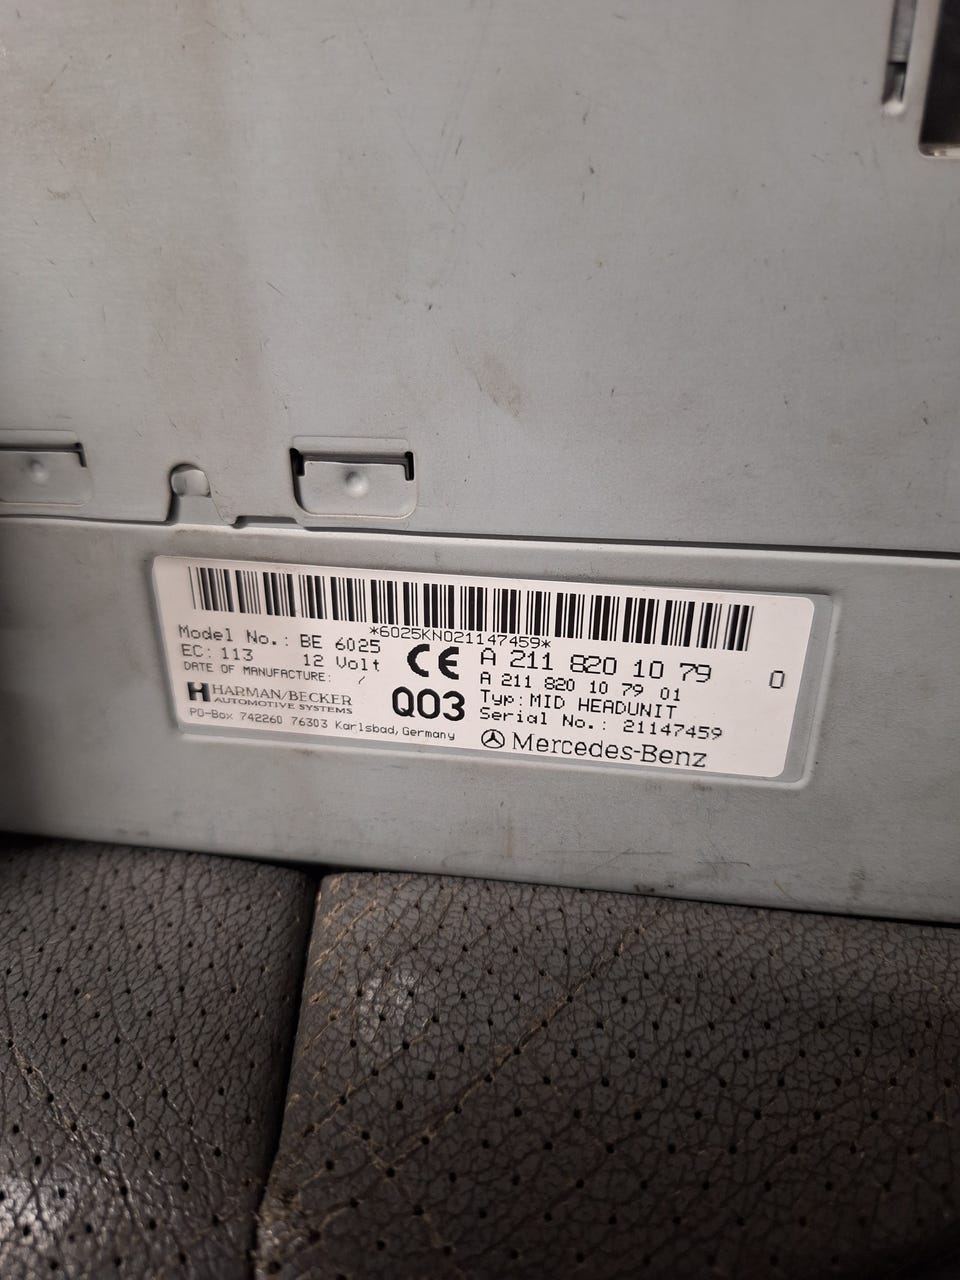 *6025KN021147459*
Model No.: BE 6025
EC: 113 12 Volt
DATE OF MANUFACTURE: /
HARMAN/BECKER
AUTOMOTIVE SYSTEMS
PO-Box 742260 76303 Karlsbad, Germany
CE
Q03
A 211 820 10 79 0
A 211 820 10 79 01
Typ: MID HEADUNIT
Serial No.: 21147459
Mercedes-Benz